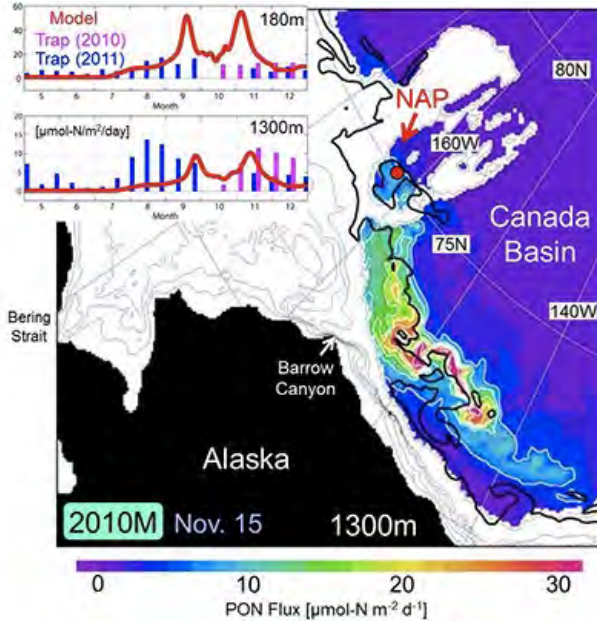 60
40
20
0
Model
Trap (2010)
Trap (2011)
180m
5 6 7 8 9 10 11 12
Month
20
15
10
5
0
[µmol-N/m²/day]
1300m
5 6 7 8 9 10 11 12
Month
NAP
80N
160W
75N
Canada
Basin
140W
Bering
Strait
Barrow
Canyon
Alaska
2010M Nov. 15 1300m
0 10 20 30
PON Flux [µmol-N m⁻² d⁻¹]